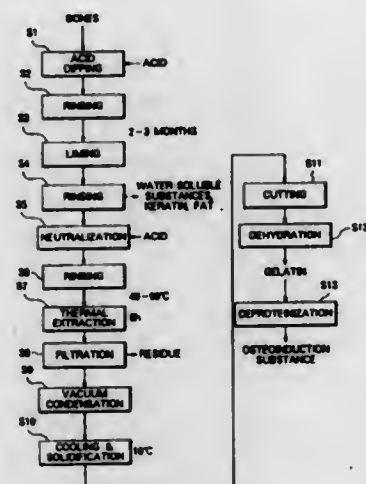 BONES
S1
ACID
DIPPING
ACID
S2
RINSING
2-3 MONTHS
S3
LIMING
S4
RINSING
WATER SOLUBLE
SUBSTANCES,
KERATIN, FAT
S5
NEUTRALIZATION
ACID
S6
RINSING
S7
THERMAL
EXTRACTION
6h
S8
FILTRATION
RESIDUE
S9
VACUUM
CONDENSATION
S10
COOLING &
SOLIDIFICATION
10°C
S11
CUTTING
DEHYDRATION
GELATIN
S13
DEPROTEINIZATION
OSTEOINDUCTION
SUBSTANCE